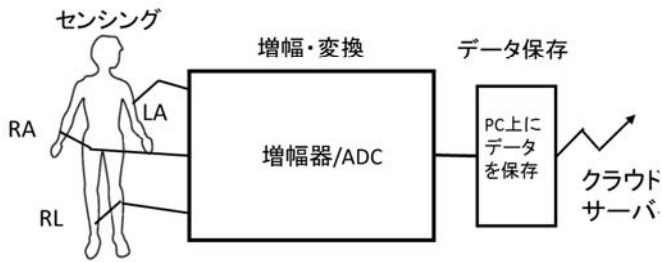 センシング
増幅・変換
データ保存
LA
RA
RL
増幅器/ADC
PC上に
データ
を保存
クラウド
サーバ